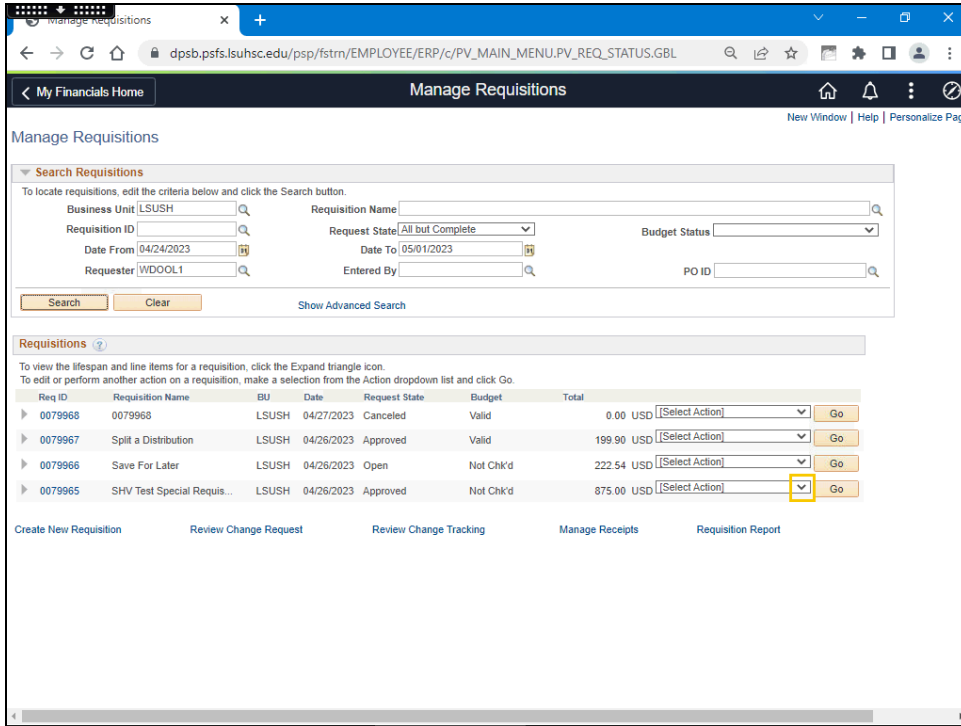 Manage Requisitions
dpsb.psfs.lsuhsc.edu/psp/fstrn/EMPLOYEE/ERP/c/PV_MAIN_MENU.PV_REQ_STATUS.GBL
My Financials Home Manage Requisitions
New Window | Help | Personalize Pag
Manage Requisitions
Search Requisitions
To locate requisitions, edit the criteria below and click the Search button.
Business Unit LSUSH Requisition Name
Requisition ID Request State All but Complete Budget Status
Date From 04/24/2023 Date To 05/01/2023
Requester WDOOL1 Entered By PO ID
Search Clear Show Advanced Search
Requisitions ?
To view the lifespan and line items for a requisition, click the Expand triangle icon.
To edit or perform another action on a requisition, make a selection from the Action dropdown list and click Go.
Req ID Requisition Name BU Date Request State Budget Total
0079968 0079968 LSUSH 04/27/2023 Canceled Valid 0.00 USD [Select Action] Go
0079967 Split a Distribution LSUSH 04/26/2023 Approved Valid 199.90 USD [Select Action] Go
0079966 Save For Later LSUSH 04/26/2023 Open Not Chk'd 222.54 USD [Select Action] Go
0079965 SHV Test Special Requis... LSUSH 04/26/2023 Approved Not Chk'd 875.00 USD [Select Action] Go
Create New Requisition Review Change Request Review Change Tracking Manage Receipts Requisition Report